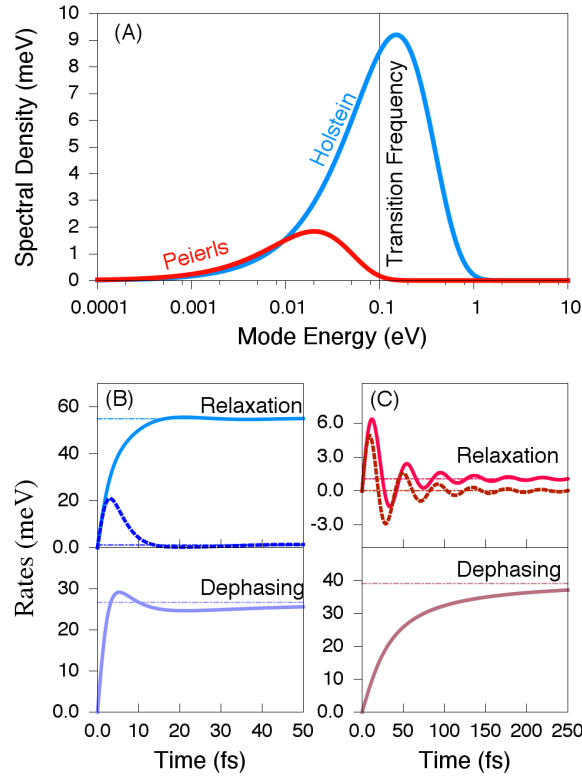 (A)
Spectral Density (meV)
10
9
8
7
6
5
4
3
2
1
0
Holstein
Peierls
Transition Frequency
0.0001 0.001 0.01 0.1 1 10
Mode Energy (eV)
(B)
Relaxation
60
40
20
0.0
Dephasing
30
20
10
0.0
Rates (meV)
0.0 10 20 30 40 50
Time (fs)
(C)
Relaxation
6.0
3.0
0.0
-3.0
Dephasing
40
30
20
10
0.0
0.0 50 100 150 200 250
Time (fs)